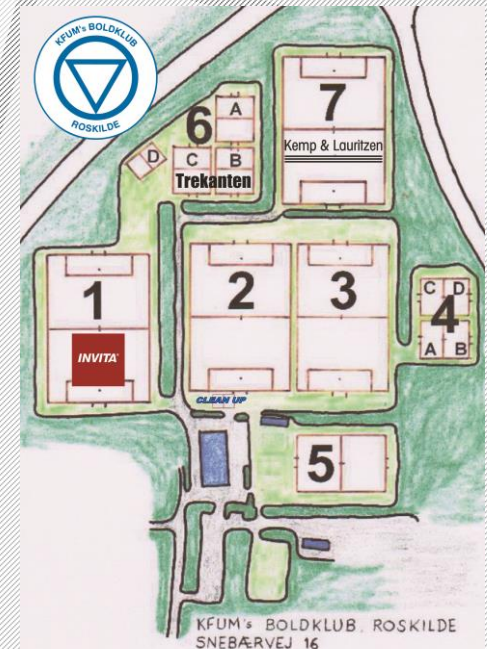 KFUM's BOLDKLUB
ROSKILDE
7
Kemp & Lauritzen
6
A
D
C
B
Trekanten
1
INVITA
2
3
C D
4
A B
CLEAN UP
5
KFUM's BOLDKLUB. ROSKILDE
SNEBÆRVEJ 16